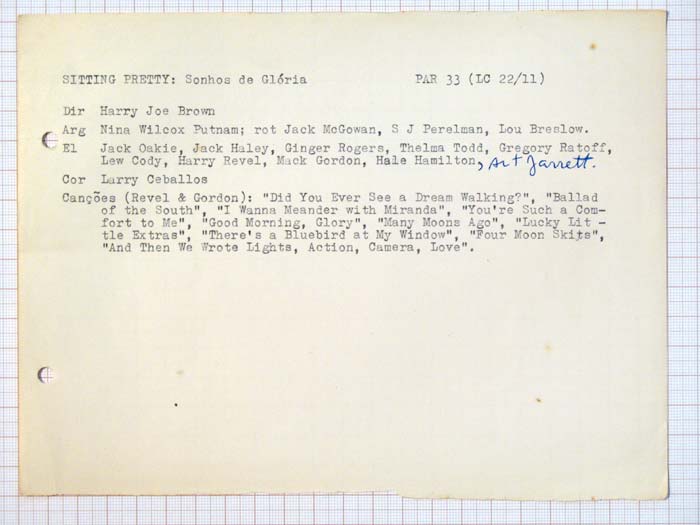 SITTING PRETTY: Sonhos de Glória PAR 33 (LC 22/11)
Dir Harry Joe Brown
Arg Nina Wilcox Putnam; rot Jack McGowan, S J Perelman, Lou Breslow.
El Jack Oakie, Jack Haley, Ginger Rogers, Thelma Todd, Gregory Ratoff,
Lew Cody, Harry Revel, Mack Gordon, Hale Hamilton, Art Jarrett.
Cor Larry Ceballos
Canções (Revel & Gordon): "Did You Ever See a Dream Walking?", "Ballad
of the South", "I Wanna Meander with Miranda", "You're Such a Com-
fort to Me", "Good Morning, Glory", "Many Moons Ago", "Lucky Lit -
tle Extras", "There's a Bluebird at My Window", "Four Moon Skits",
"And Then We Wrote Lights, Action, Camera, Love".